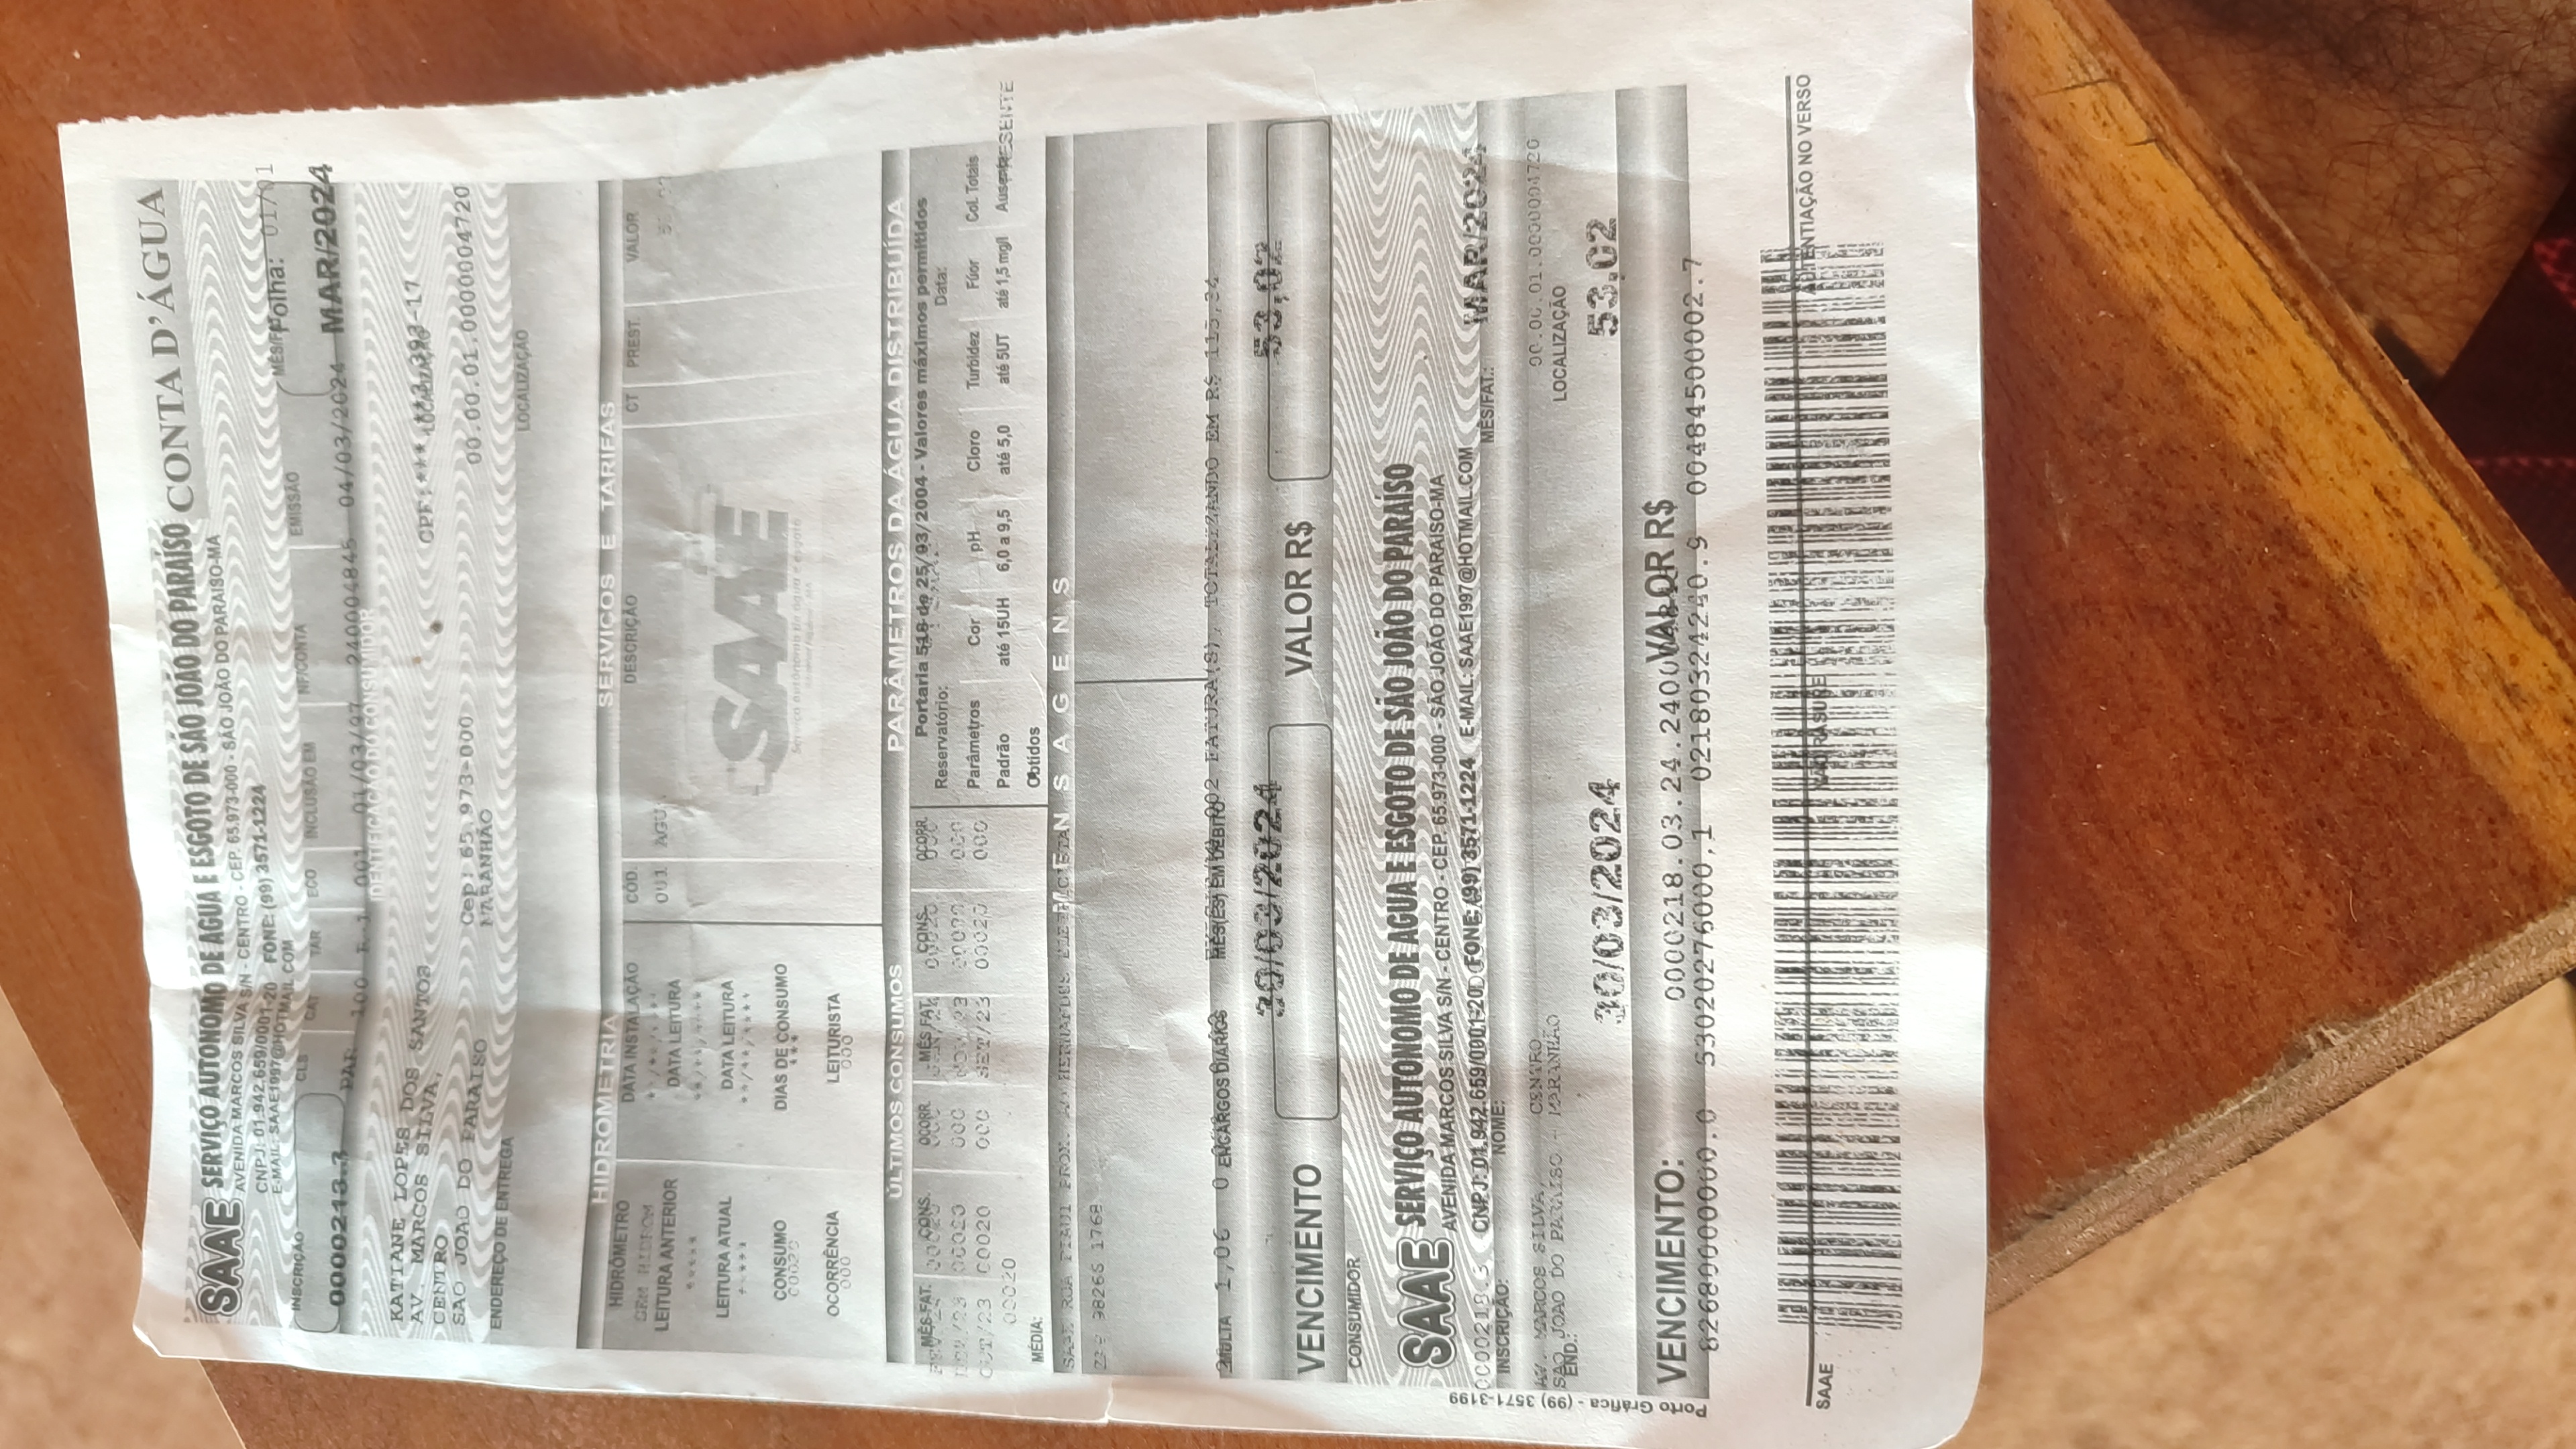 SAAE SERVIÇO AUTONOMO DE AGUA E ESGOTO DE SÃO JOÃO DO PARAÍSO CONTA D'ÁGUA
AVENIDA MARCOS SILVA S/N - CENTRO - CEP. 65.973-000 - SÃO JOÃO DO PARAISO-MA
CNPJ: 01.942.659/0001-20 FONE: (99) 3571-1224
E-MAIL: SAAE1997@HOTMAIL.COM
MÊS/F Folha: 01/01
INSCRIÇÃO CLS CAT TAR ECO INCLUSÃO EM NF/CONTA EMISSÃO
0000218.3 PAR 100 R-1 001 01/03/97 240004845 04/03/2024 MAR/2024
IDENTIFICAÇÃO DO CONSUMIDOR
KATIANE LOPES DOS SANTOS
AV. MARCOS SILVA, CPF:***.**3.393-17
LOCALIZAÇÃO
CENTRO
SAO JOAO DO PARAISO Cep: 65.973-000 00.00.01.0000004720
MARANHÃO
ENDEREÇO DE ENTREGA
LOCALIZAÇÃO
HIDROMETRIA SERVIÇOS E TARIFAS
HIDRÔMETRO DATA INSTALAÇÃO CÓD. DESCRIÇÃO CT PREST. VALOR
SEM HIDROM **/**/****
LEITURA ANTERIOR DATA LEITURA 001 AGU
***** **/**/****
LEITURA ATUAL DATA LEITURA
***** **/**/****
SAAE
Serviço autônomo de água e esgoto
CONSUMO DIAS DE CONSUMO
00020 ***
OCORRÊNCIA LEITURISTA
000 000
ÚLTIMOS CONSUMOS PARÂMETROS DA ÁGUA DISTRIBUÍDA
MÊS FAT. CONS. OCORR. MÊS FAT. CONS. OCORR. Portaria 518 de 25/93/2004 - Valores máximos permitidos
FEV/24 00020 000 JAN/24 00020 000 Reservatório: Data:
DEZ/23 00020 000 NOV/23 00020 000 Parâmetros Cor pH Cloro Turbidez Fúor Col. Totais
OUT/23 00020 000 SET/23 00020 000 Padrão até 15UH 6,0 a 9,5 até 5,0 até 5UT até 1,5 mg/l Ausente PRESENTE
00020
MÉDIA: Obtidos
MENSAGENS
SAAE RUA PIAUI PROX. AO HERNANDES ELETRICISTA
ZAP 98266 1768
MULTA 1,06 ENCARGOS DIÁRIOS MÊS(ES) EM DÉBITO 002 FATURA(S), TOTALIZANDO EM R$ 115,34
30/03/2024 53,02
VENCIMENTO VALOR R$
CONSUMIDOR
SAAE SERVIÇO AUTONOMO DE AGUA E ESGOTO DE SÃO JOÃO DO PARAÍSO
AVENIDA MARCOS SILVA S/N - CENTRO - CEP. 65.973-000 - SÃO JOÃO DO PARAISO-MA
0000218.3 CNPJ: 01.942.659/0001-20 FONE: (99) 3571-1224 E-MAIL: SAAE1997@HOTMAIL.COM MAR/2024
INSCRIÇÃO: NOME: MÊS/FAT.:
AV. MARCOS SILVA, CENTRO 00.00.01.0000004720
SAO JOAO DO PARAISO - MARANHÃO LOCALIZAÇÃO
END.:
30/03/2024 53,02
VENCIMENTO: 0000218.03.24.240004845 VALOR R$
82680000000.0 53020276000.1 02180324240.9 00484500002.7
SAAE NÃO RASURE AUTENTIAÇÃO NO VERSO
Porto Gráfica - (99) 3571-3199